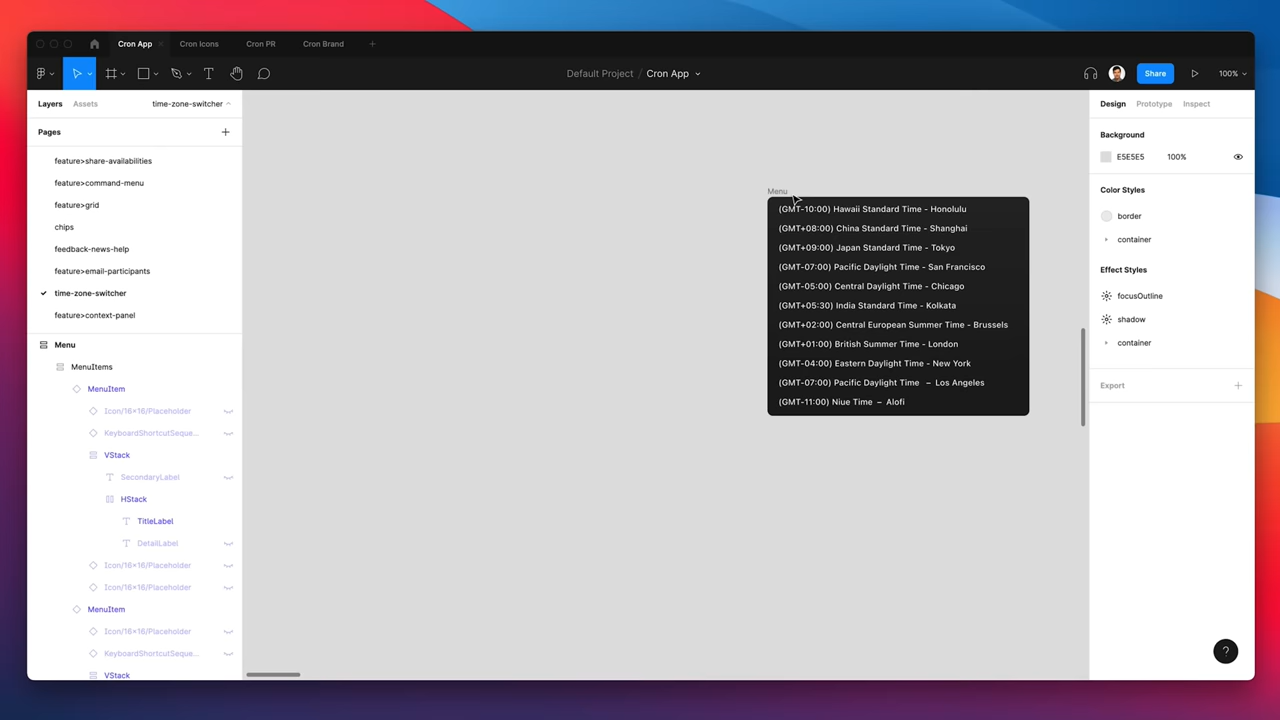 Cron App
Cron Icons
Cron PR
Cron Brand
Default Project / Cron App
Share
100%
Layers
Assets
time-zone-switcher
Pages
feature>share-availabilities
feature>command-menu
feature>grid
chips
feedback-news-help
feature>email-participants
time-zone-switcher
feature>context-panel
Menu
MenuItems
MenuItem
Icon/16×16/Placeholder
KeyboardShortcutSeque...
VStack
SecondaryLabel
HStack
TitleLabel
DetailLabel
Icon/16×16/Placeholder
Icon/16×16/Placeholder
MenuItem
Icon/16×16/Placeholder
KeyboardShortcutSeque...
VStack
Menu
(GMT-10:00) Hawaii Standard Time - Honolulu
(GMT+08:00) China Standard Time - Shanghai
(GMT+09:00) Japan Standard Time - Tokyo
(GMT-07:00) Pacific Daylight Time - San Francisco
(GMT-05:00) Central Daylight Time - Chicago
(GMT+05:30) India Standard Time - Kolkata
(GMT+02:00) Central European Summer Time - Brussels
(GMT+01:00) British Summer Time - London
(GMT-04:00) Eastern Daylight Time - New York
(GMT-07:00) Pacific Daylight Time – Los Angeles
(GMT-11:00) Niue Time – Alofi
Design
Prototype
Inspect
Background
E5E5E5
100%
Color Styles
border
container
Effect Styles
focusOutline
shadow
container
Export
?